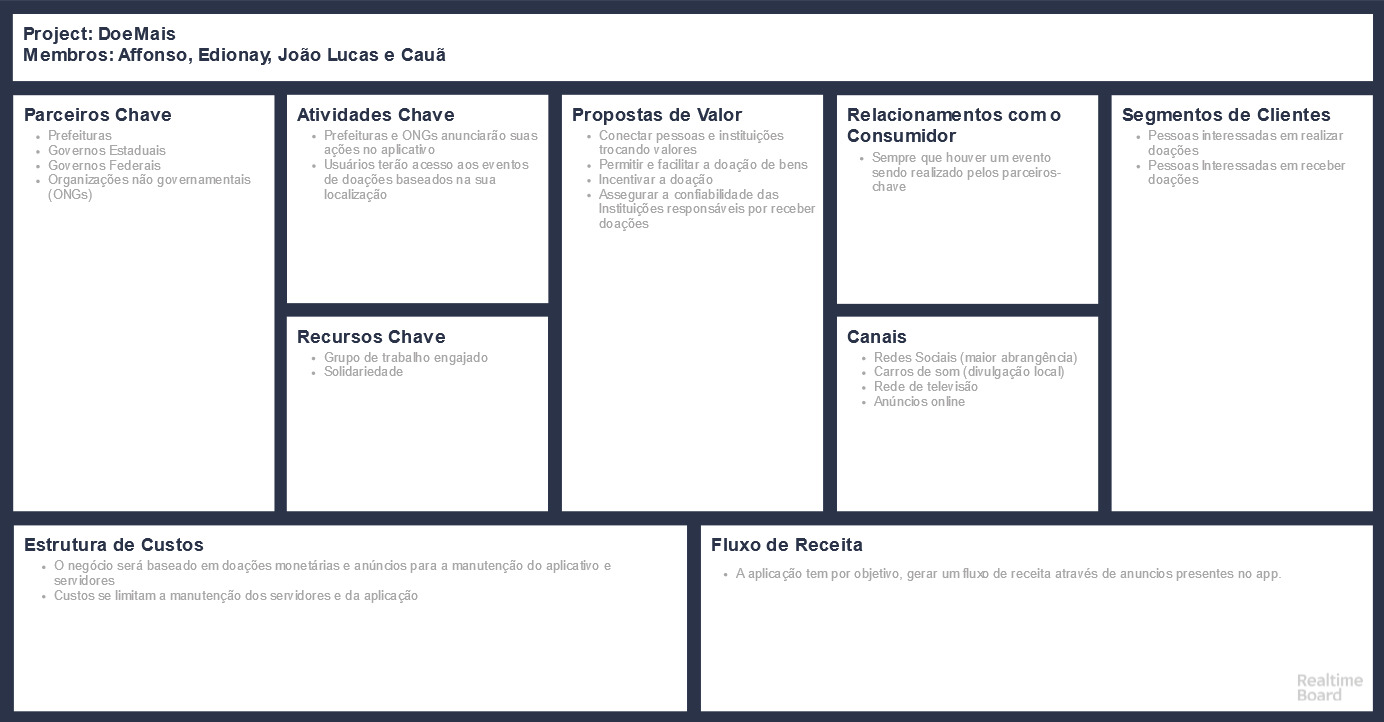 Project: DoeMais
Membros: Affonso, Edionay, João Lucas e Cauã
Parceiros Chave
Prefeituras
Governos Estaduais
Governos Federais
Organizações não governamentais
(ONGs)
Atividades Chave
Prefeituras e ONGs anunciarão suas
ações no aplicativo
Usuários terão acesso aos eventos
de doações baseados na sua
localização
Recursos Chave
Grupo de trabalho engajado
Solidariedade
Propostas de Valor
Conectar pessoas e instituições
trocando valores
Permitir e facilitar a doação de bens
Incentivar a doação
Assegurar a confiabilidade das
Instituições responsáveis por receber
doações
Relacionamentos com o
Consumidor
Sempre que houver um evento
sendo realizado pelos parceiros-
chave
Canais
Redes Sociais (maior abrangência)
Carros de som (divulgação local)
Rede de televisão
Anúncios online
Segmentos de Clientes
Pessoas interessadas em realizar
doações
Pessoas Interessadas em receber
doações
Estrutura de Custos
O negócio será baseado em doações monetárias e anúncios para a manutenção do aplicativo e
servidores
Custos se limitam a manutenção dos servidores e da aplicação
Fluxo de Receita
A aplicação tem por objetivo, gerar um fluxo de receita através de anuncios presentes no app.
Realtime
Board